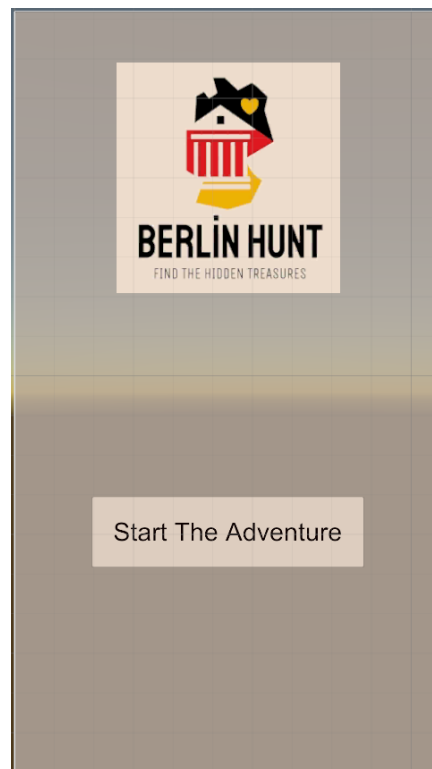 BERLİN HUNT
FIND THE HIDDEN TREASURES
Start The Adventure